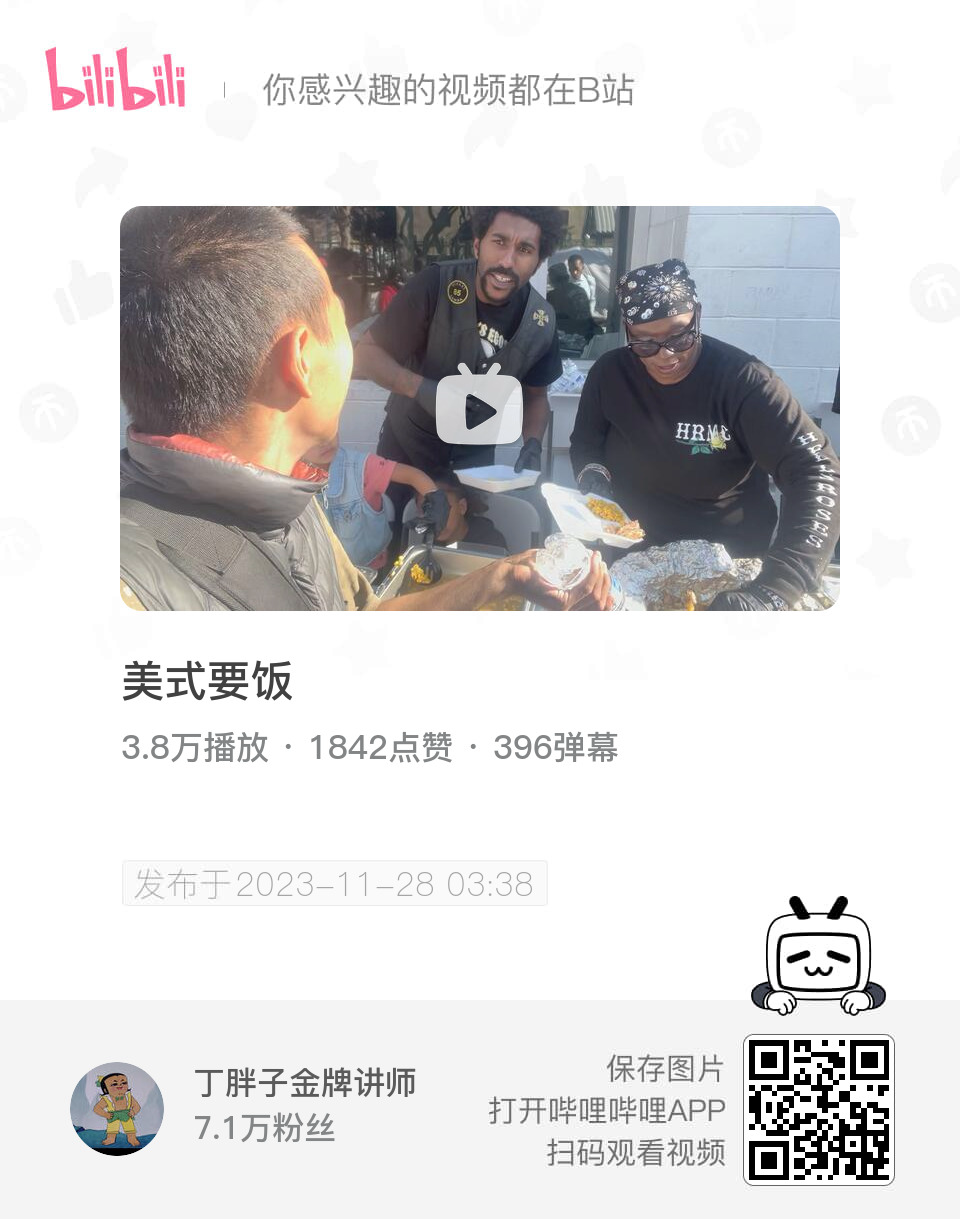 bilibili
你感兴趣的视频都在B站
HRMC
美式要饭
3.8万播放 · 1842点赞 · 396弹幕
发布于2023-11-28 03:38
丁胖子金牌讲师
7.1万粉丝
保存图片
打开哔哩哔哩APP
扫码观看视频